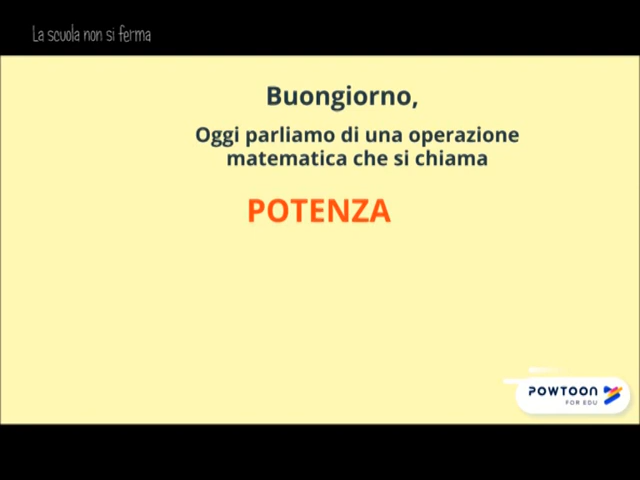 La scuola non si ferma
Buongiorno,
Oggi parliamo di una operazione
matematica che si chiama
POTENZA
POWTOON
FOR EDU